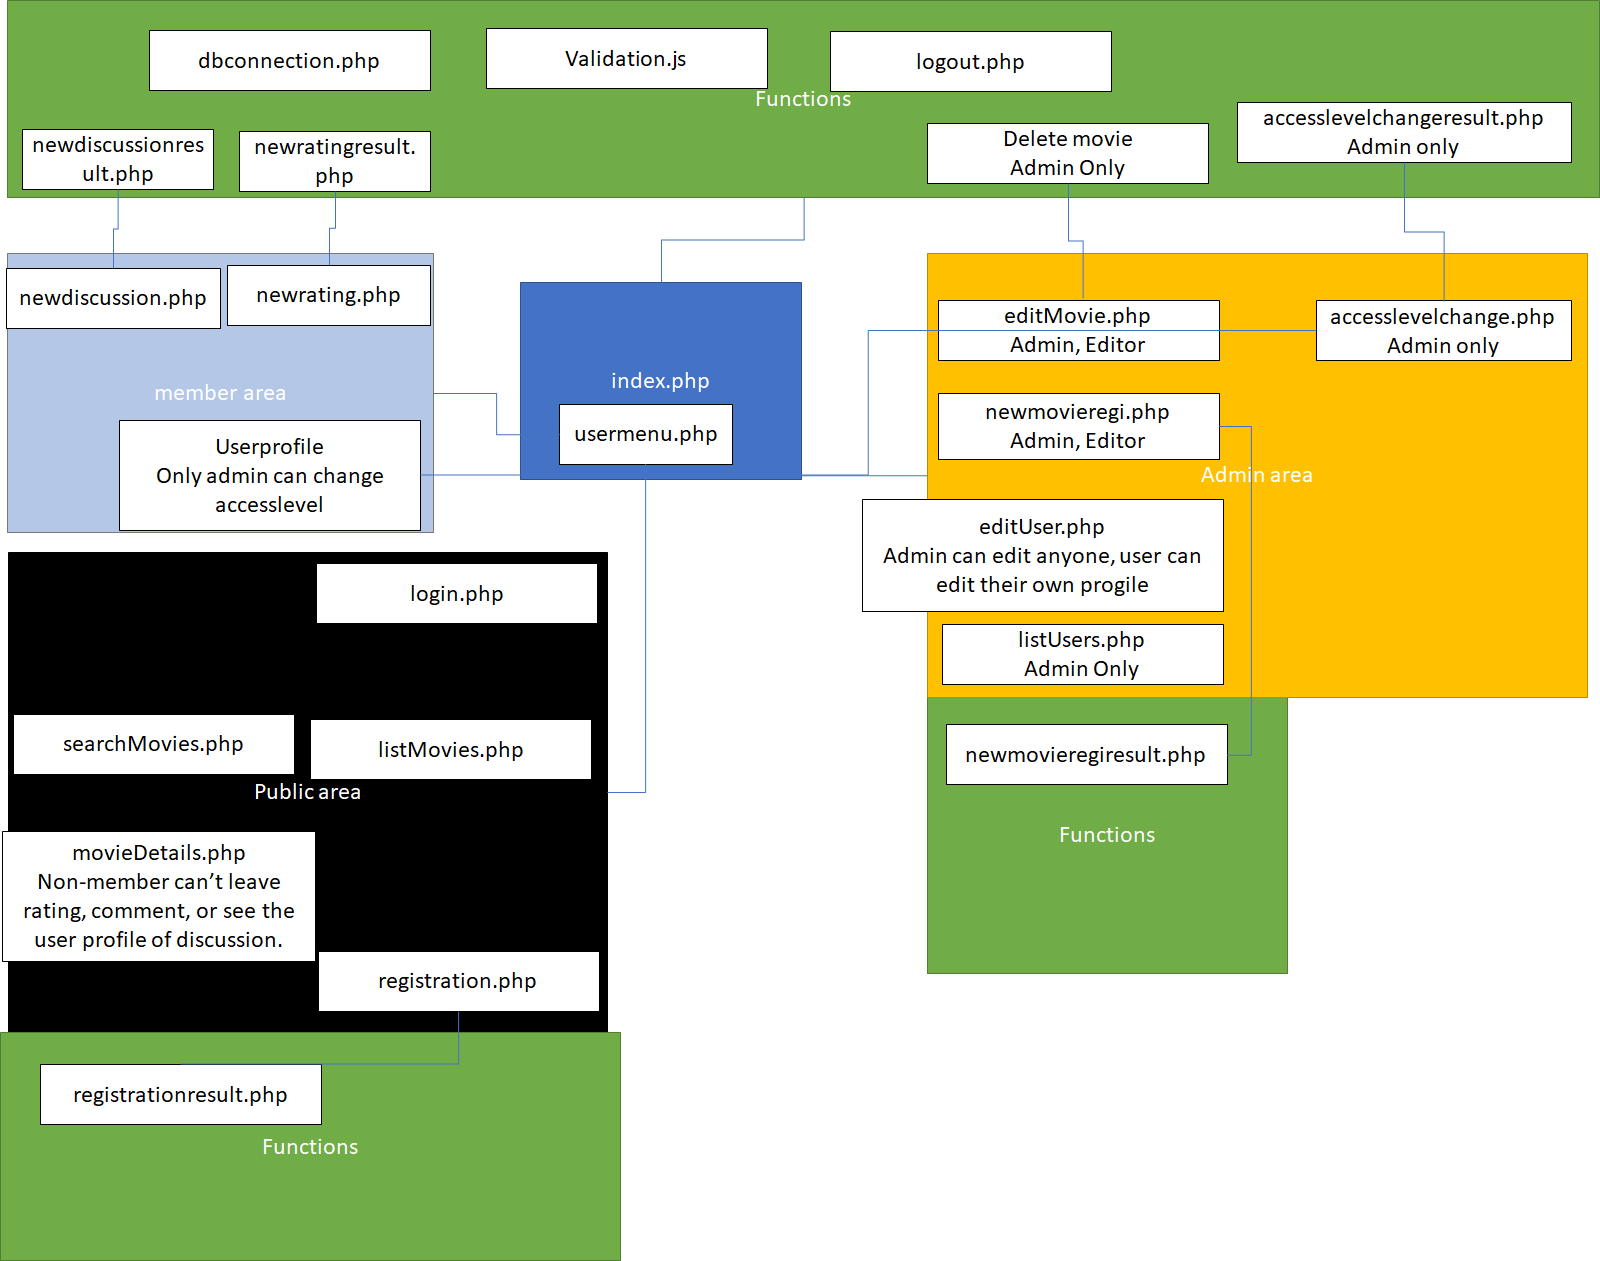 dbconnection.php
Validation.js
logout.php
Functions
newdiscussionres
ult.php
newratingresult.
php
Delete movie
Admin Only
accesslevelchangeresult.php
Admin only
newdiscussion.php
newrating.php
member area
Userprofile
Only admin can change
accesslevel
index.php
usermenu.php
editMovie.php
Admin, Editor
accesslevelchange.php
Admin only
newmovieregi.php
Admin, Editor
Admin area
editUser.php
Admin can edit anyone, user can
edit their own progile
listUsers.php
Admin Only
newmovieregiresult.php
Functions
login.php
searchMovies.php
listMovies.php
Public area
movieDetails.php
Non-member can’t leave
rating, comment, or see the
user profile of discussion.
registration.php
registrationresult.php
Functions